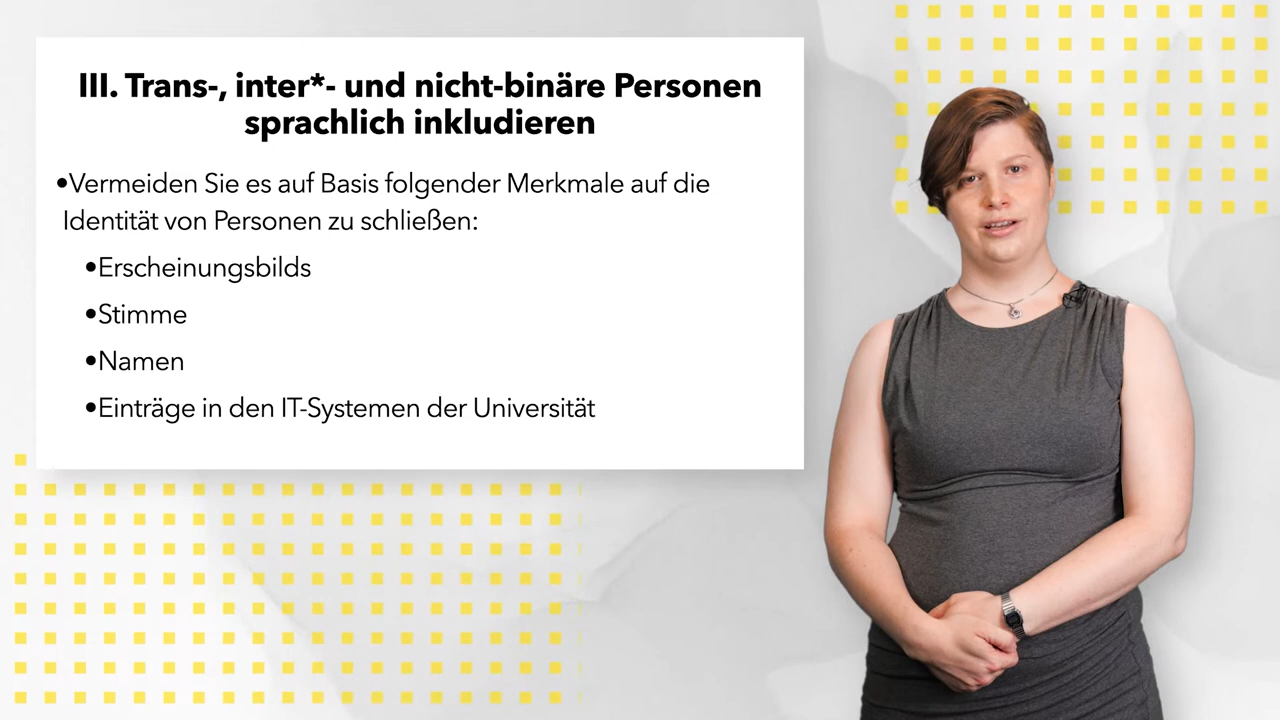 III. Trans-, inter*- und nicht-binäre Personen
sprachlich inkludieren
•Vermeiden Sie es auf Basis folgender Merkmale auf die
Identität von Personen zu schließen:
•Erscheinungsbilds
•Stimme
•Namen
•Einträge in den IT-Systemen der Universität